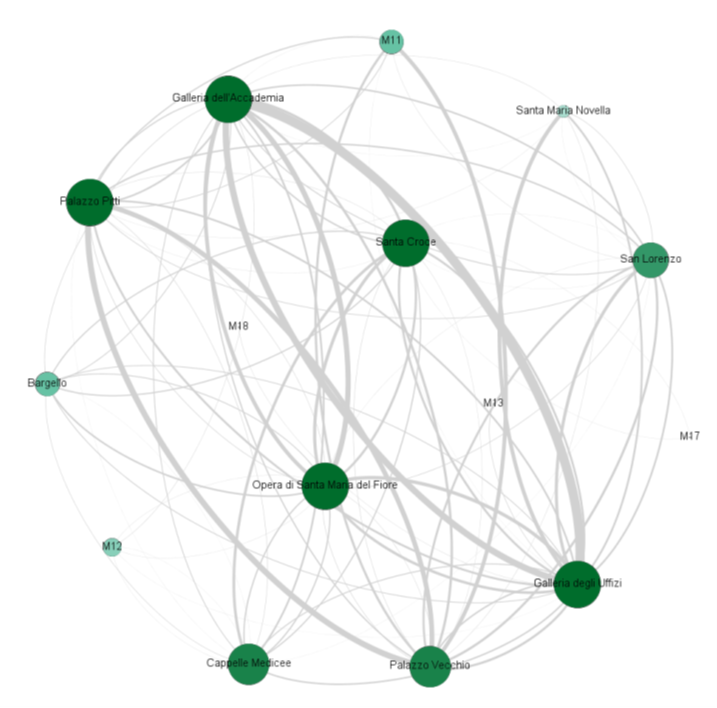 M11
Galleria dell'Accademia
Santa Maria Novella
Palazzo Pitti
Santa Croce
San Lorenzo
M18
Bargello
M13
M17
Opera di Santa Maria del Fiore
M12
Galleria degli Uffizi
Cappelle Medicee
Palazzo Vecchio